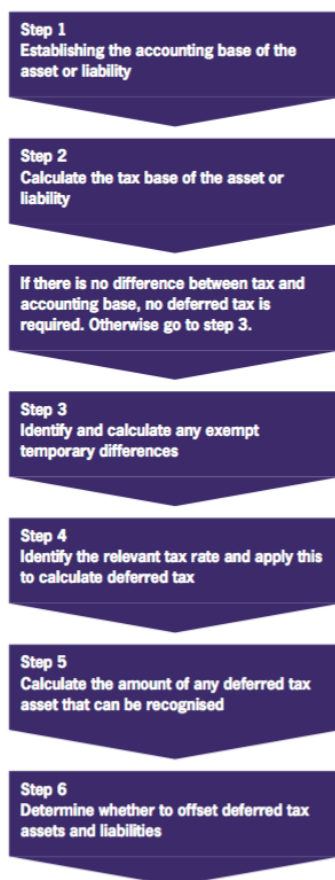 Step 1
Establishing the accounting base of the
asset or liability
Step 2
Calculate the tax base of the asset or
liability
If there is no difference between tax and
accounting base, no deferred tax is
required. Otherwise go to step 3.
Step 3
Identify and calculate any exempt
temporary differences
Step 4
Identify the relevant tax rate and apply this
to calculate deferred tax
Step 5
Calculate the amount of any deferred tax
asset that can be recognised
Step 6
Determine whether to offset deferred tax
assets and liabilities